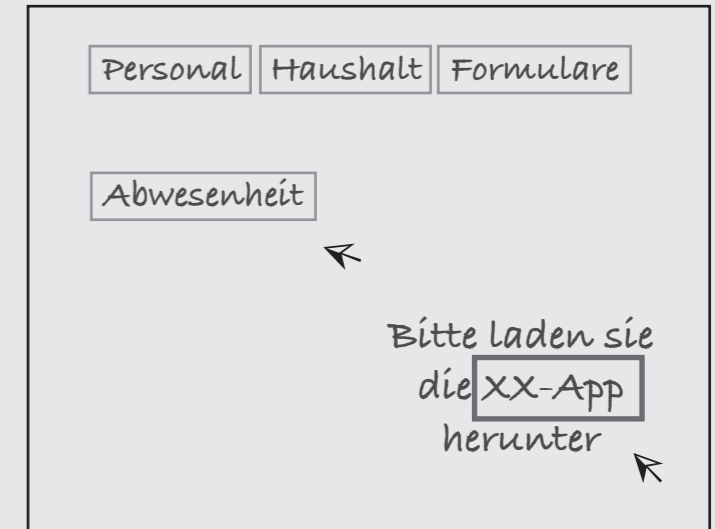 Personal Haushalt Formulare
Abwesenheit
Bitte laden sie
die XX-App
herunter